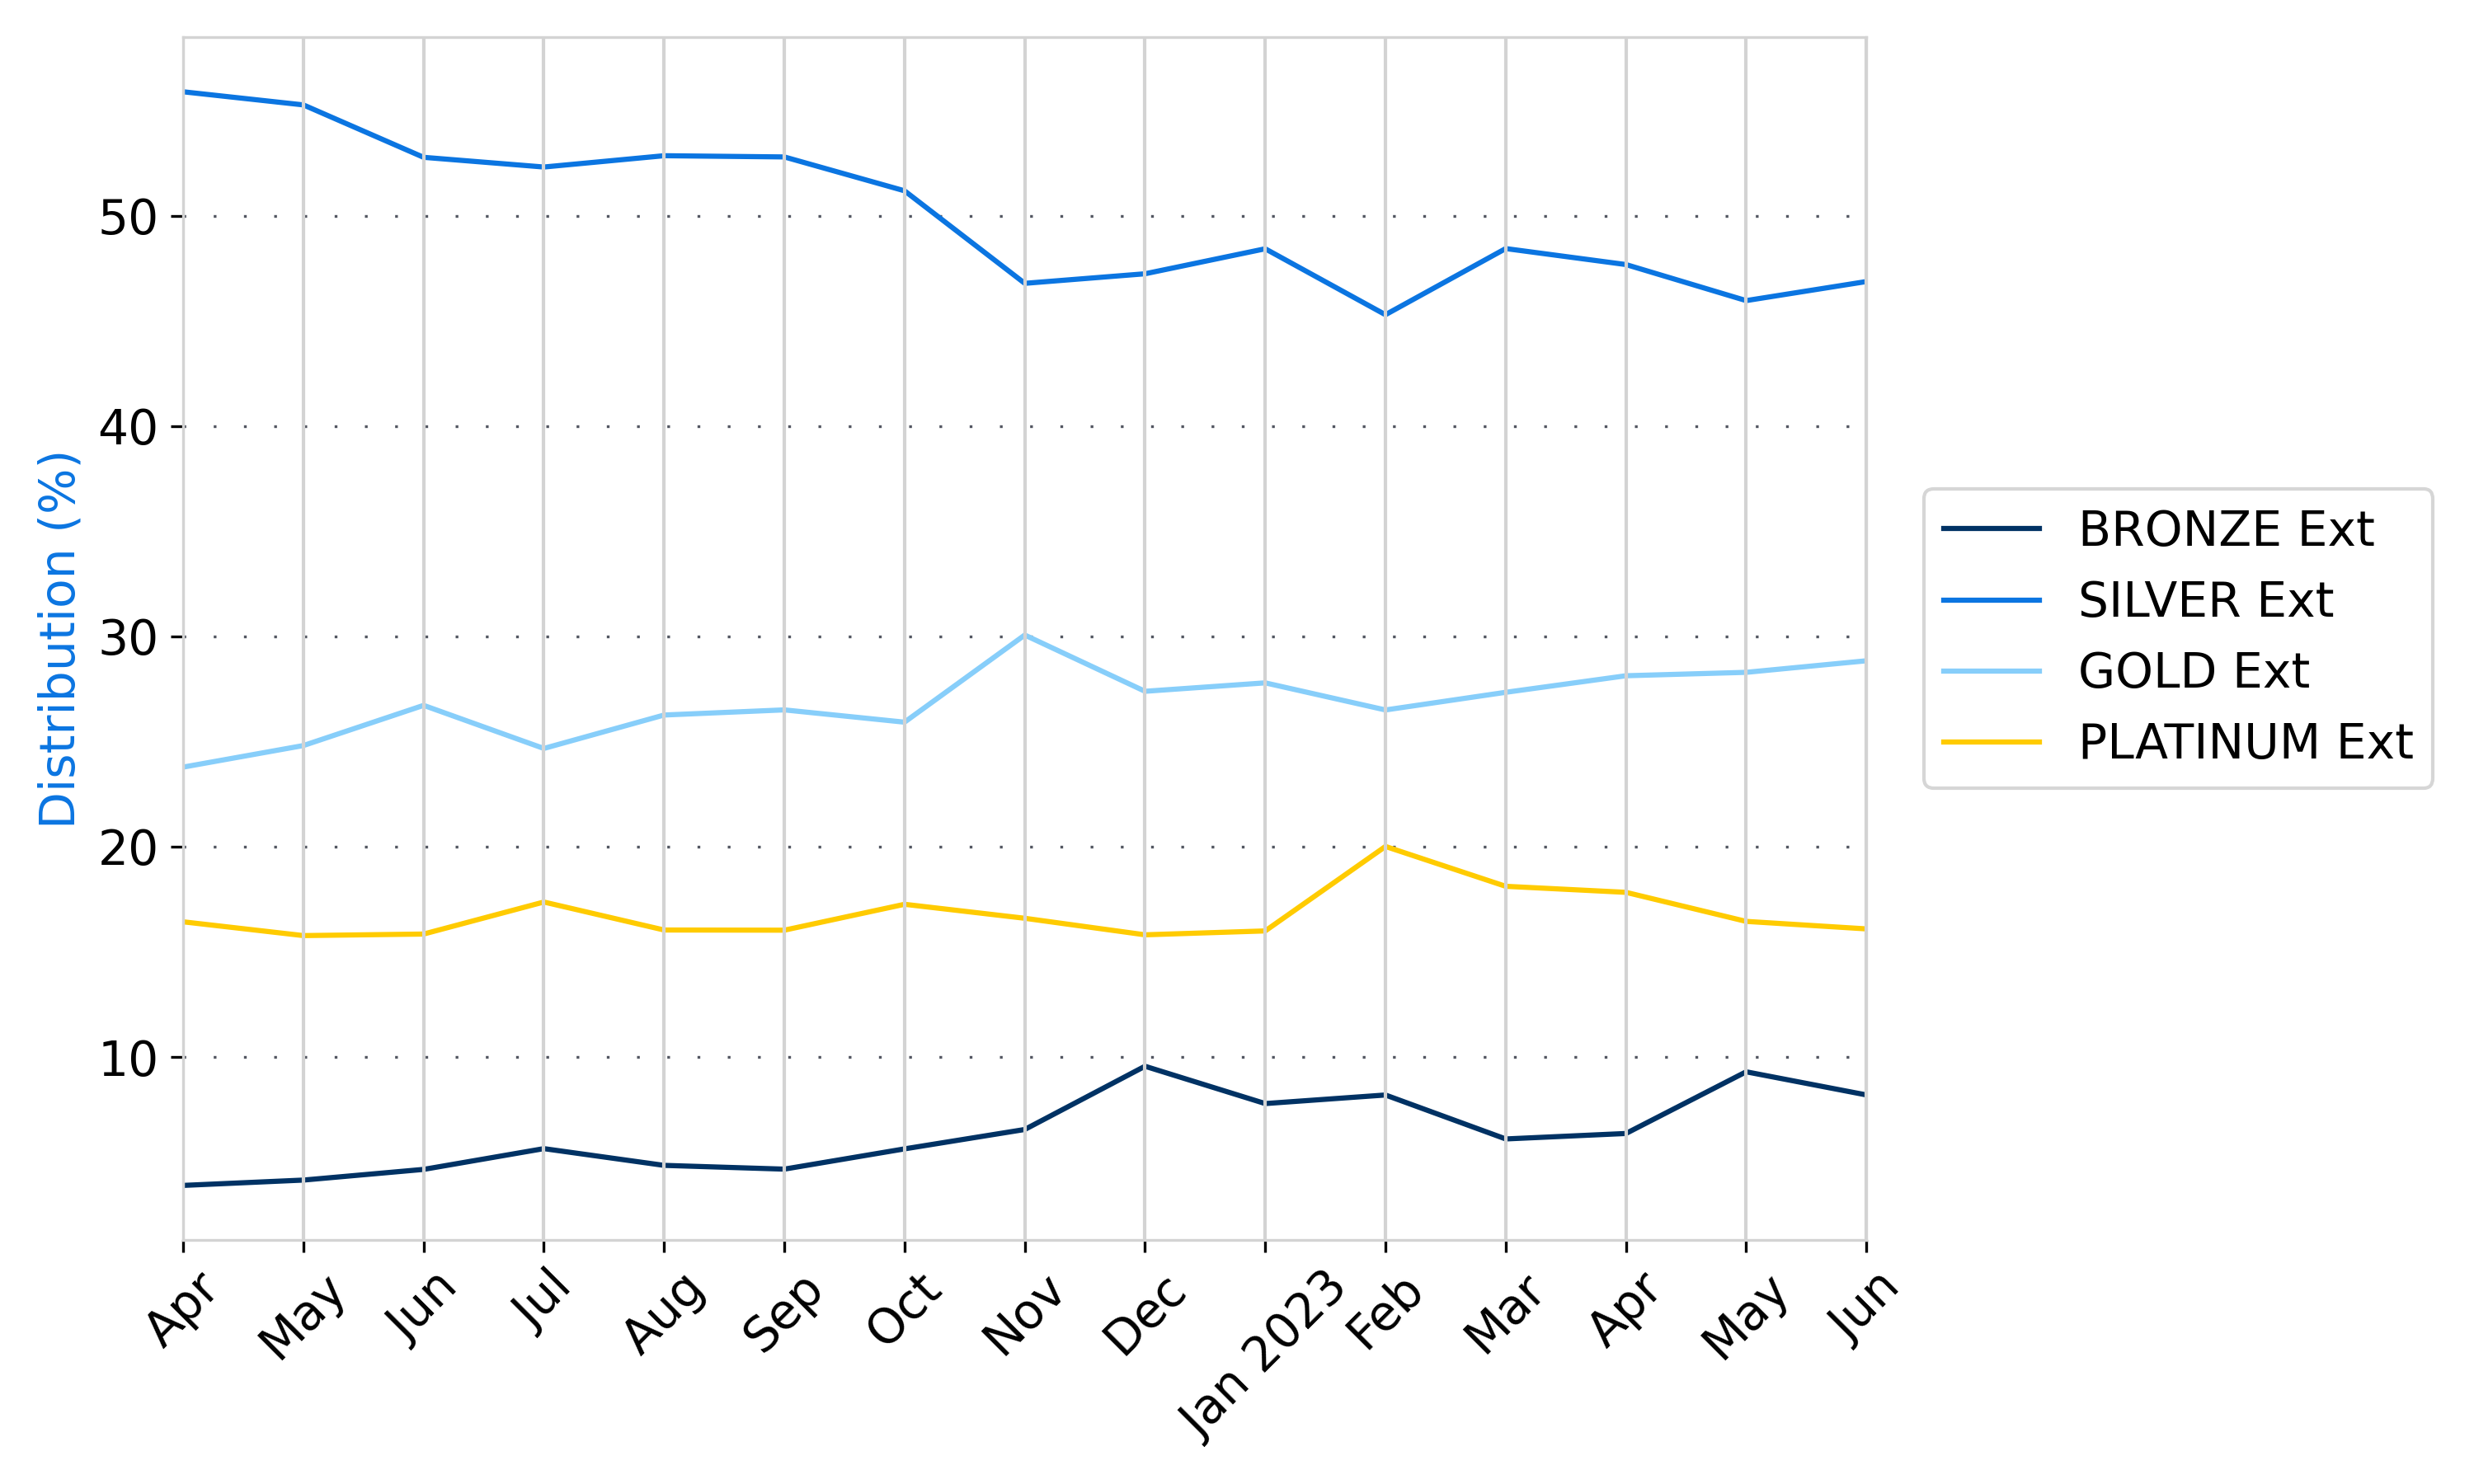 Distribution (%)
50
40
30
20
10
Apr
May
Jun
Jul
Aug
Sep
Oct
Nov
Dec
Jan 2023
Feb
Mar
Apr
May
Jun
BRONZE Ext
SILVER Ext
GOLD Ext
PLATINUM Ext